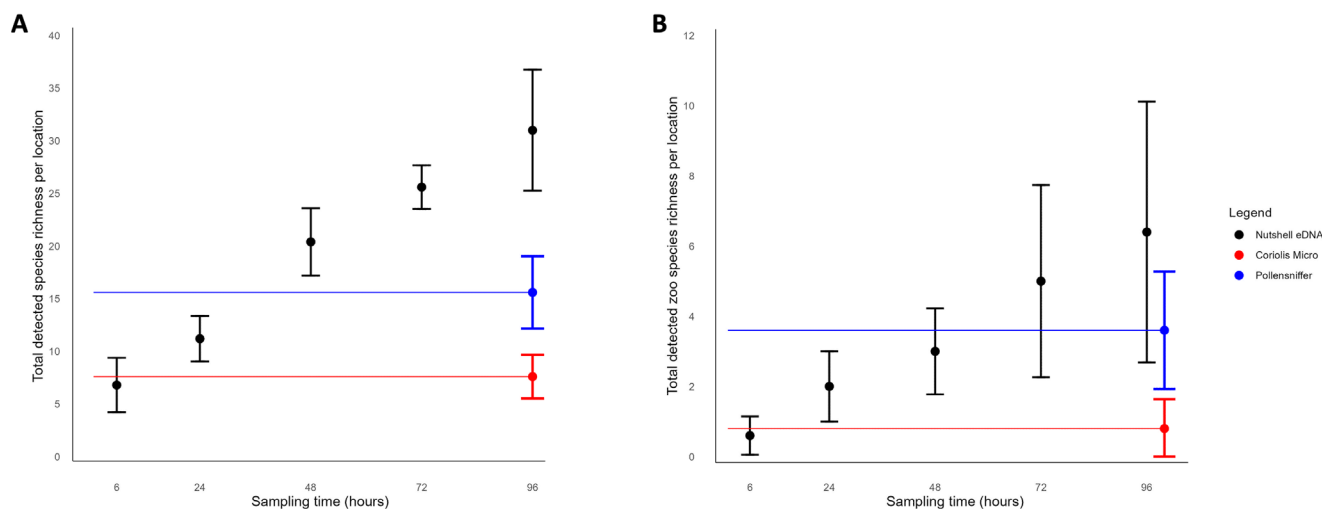 A
Total detected species richness per location
40
35
30
25
20
15
10
5
0
6 24 48 72 96
Sampling time (hours)
B
Total detected zoo species richness per location
12
10
8
6
4
2
0
6 24 48 72 96
Sampling time (hours)
Legend
Nutshell eDNA
Coriolis Micro
Pollensniffer